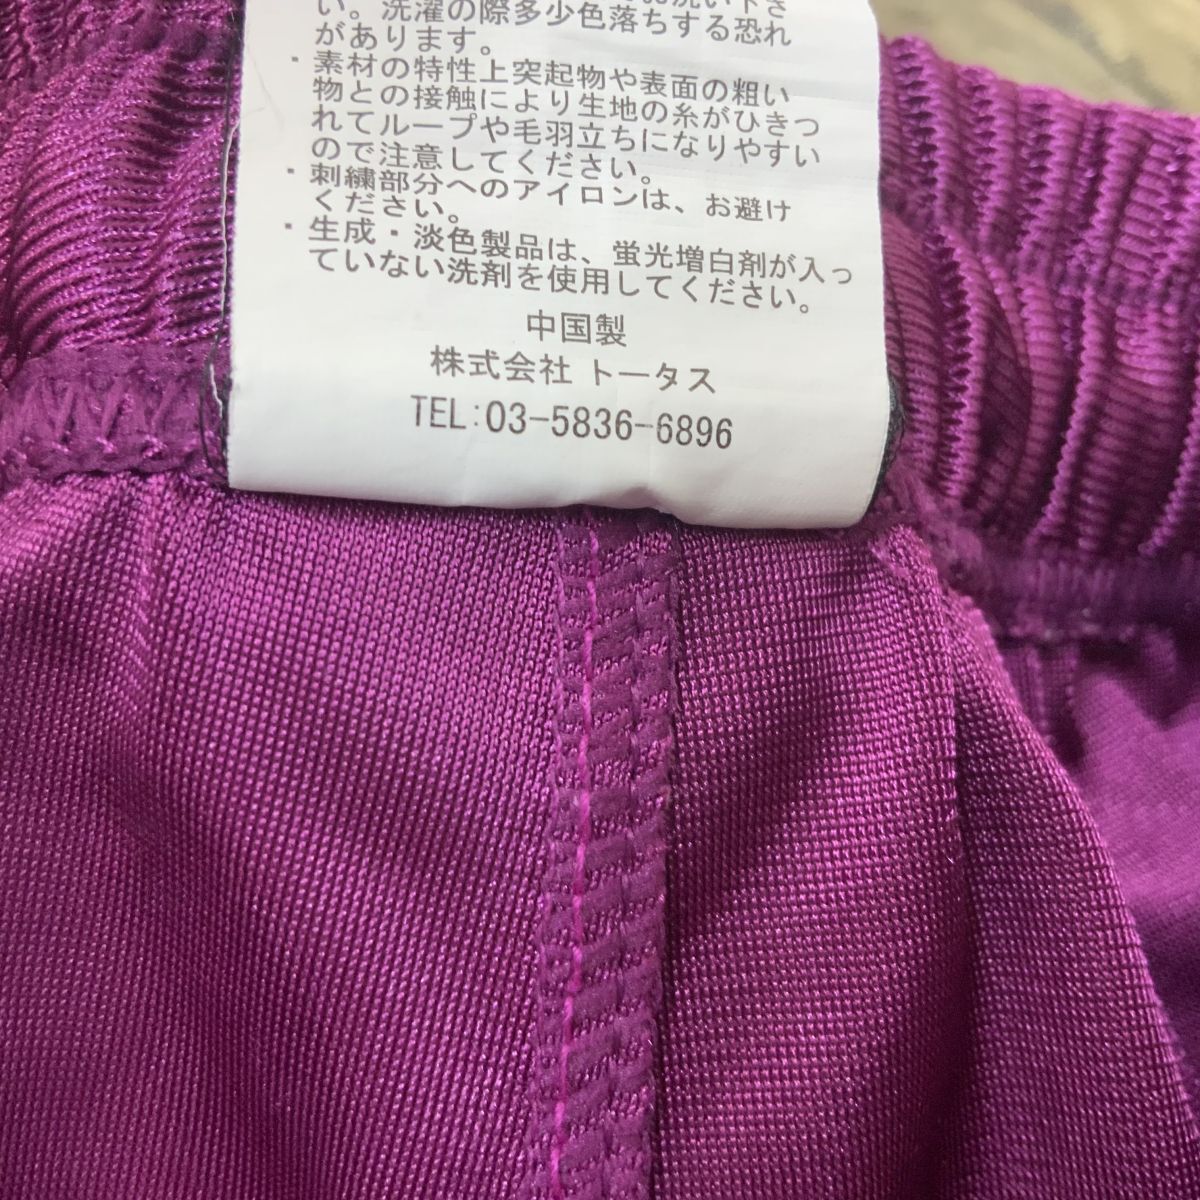 い。洗濯の際多少色落ちする恐れ
があります。
・素材の特性上突起物や表面の粗い
物との接触により生地の糸がひきつ
れてループや毛羽立ちになりやすい
ので注意してください。
・刺繍部分へのアイロンは、お避け
ください。
・生成・淡色製品は、蛍光増白剤が入っ
ていない洗剤を使用してください。
中国製
株式会社 トータス
TEL:03-5836-6896